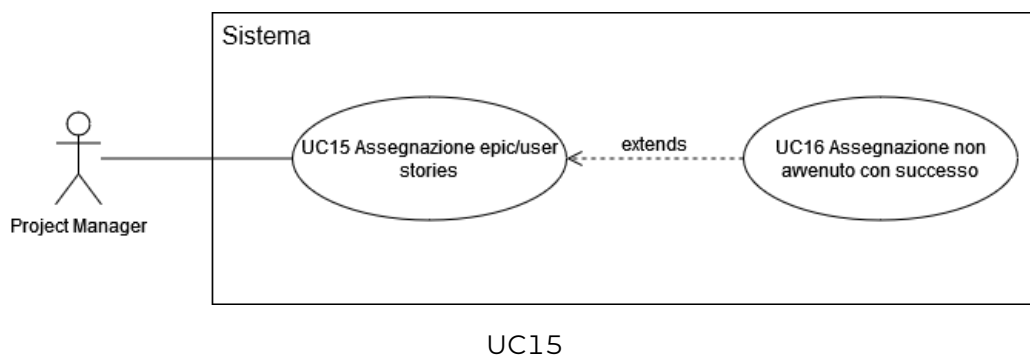 Sistema
UC15 Assegnazione epic/user
stories
extends
UC16 Assegnazione non
avvenuto con successo
Project Manager
UC15